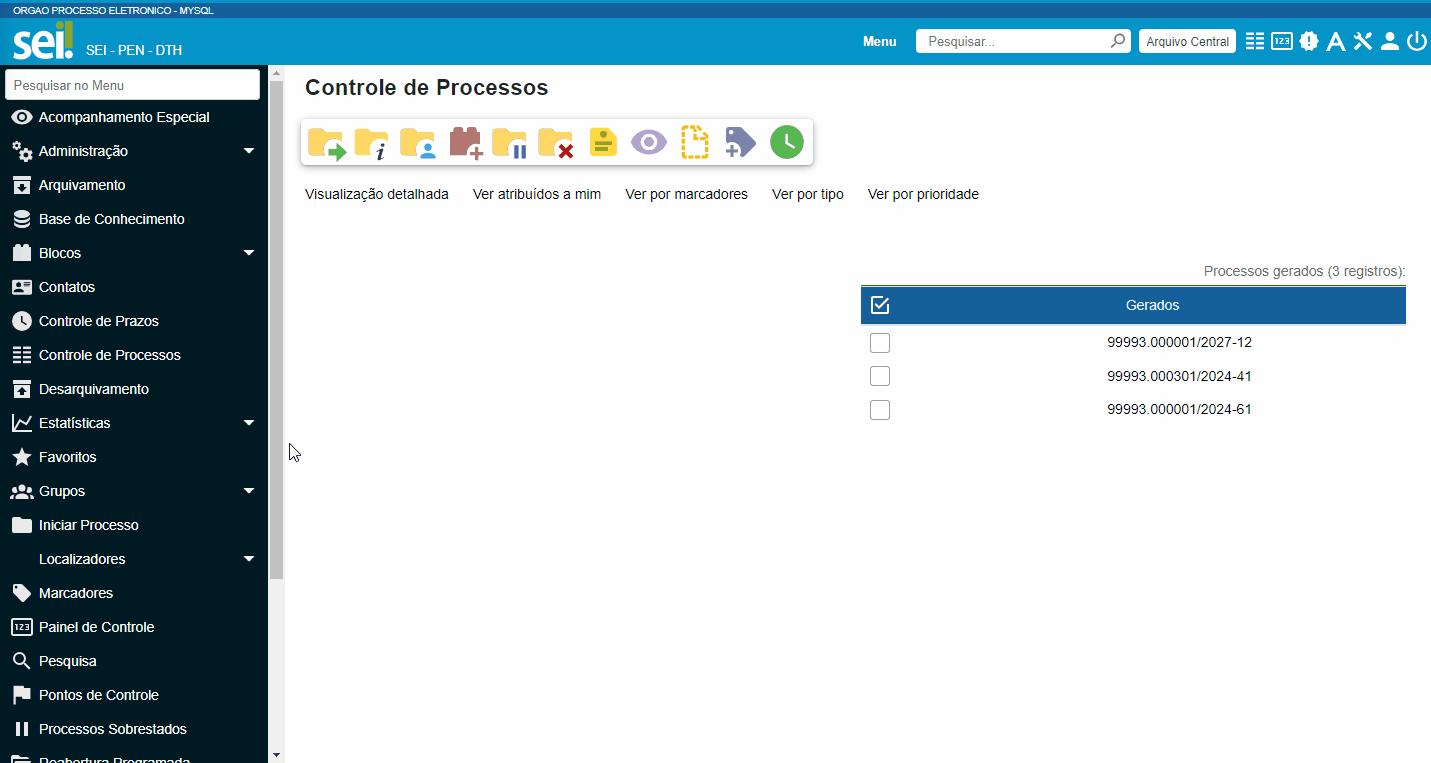 ORGAO PROCESSO ELETRONICO - MYSQL
sei!
SEI - PEN - DTH
Menu
Pesquisar...
Arquivo Central
123
Pesquisar no Menu
Acompanhamento Especial
Administração
Arquivamento
Base de Conhecimento
Blocos
Contatos
Controle de Prazos
Controle de Processos
Desarquivamento
Estatísticas
Favoritos
Grupos
Iniciar Processo
Localizadores
Marcadores
123
Painel de Controle
Pesquisa
Pontos de Controle
Processos Sobrestados
Reabertura Programada
Controle de Processos
Visualização detalhada
Ver atribuídos a mim
Ver por marcadores
Ver por tipo
Ver por prioridade
Processos gerados (3 registros):
Gerados
99993.000001/2027-12
99993.000301/2024-41
99993.000001/2024-61